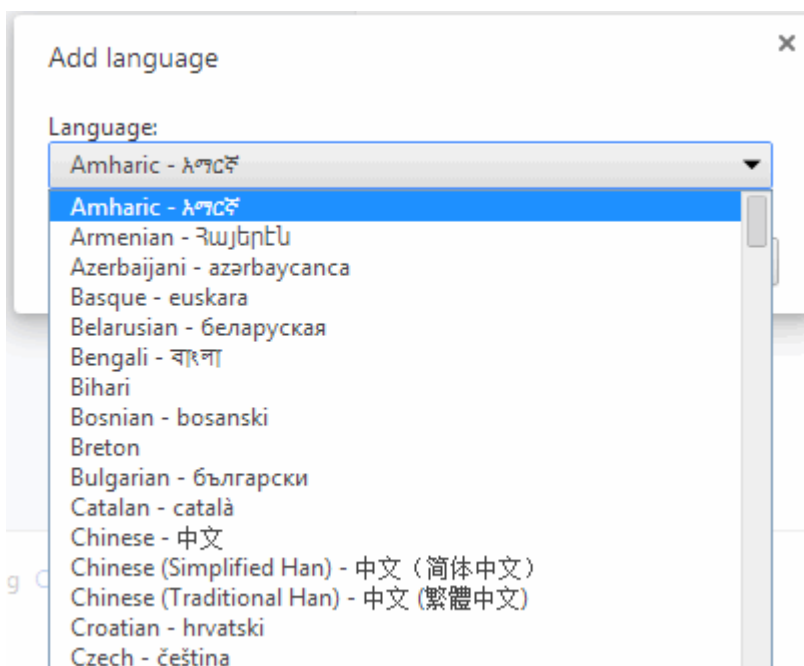 Add language
Language:
Amharic - አማርኛ
Amharic - አማርኛ
Armenian - Հայերէն
Azerbaijani - azərbaycanca
Basque - euskara
Belarusian - беларуская
Bengali - বাংলা
Bihari
Bosnian - bosanski
Breton
Bulgarian - български
Catalan - català
Chinese - 中文
Chinese (Simplified Han) - 中文（简体中文）
Chinese (Traditional Han) - 中文 (繁體中文)
Croatian - hrvatski
Czech - čeština